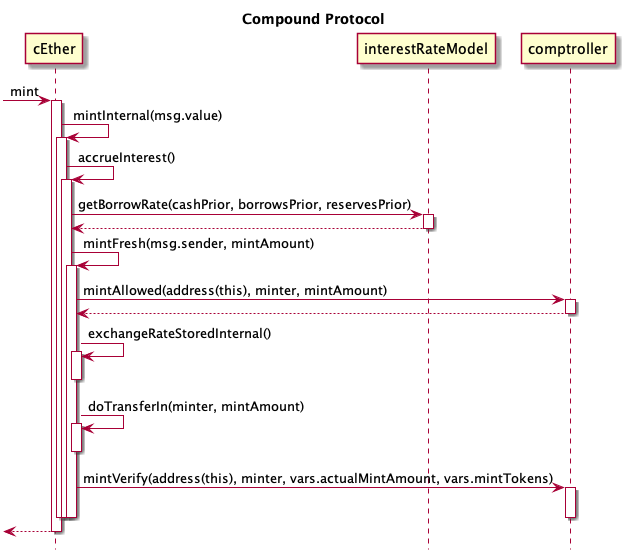 Compound Protocol
cEther
interestRateModel
comptroller
mint
mintInternal(msg.value)
accrueInterest()
getBorrowRate(cashPrior, borrowsPrior, reservesPrior)
mintFresh(msg.sender, mintAmount)
mintAllowed(address(this), minter, mintAmount)
exchangeRateStoredInternal()
doTransferIn(minter, mintAmount)
mintVerify(address(this), minter, vars.actualMintAmount, vars.mintTokens)